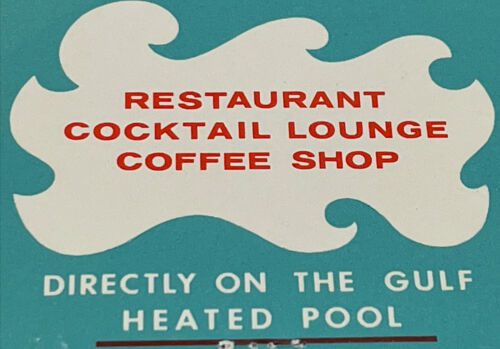 RESTAURANT
COCKTAIL LOUNGE
COFFEE SHOP
DIRECTLY ON THE GULF
HEATED POOL